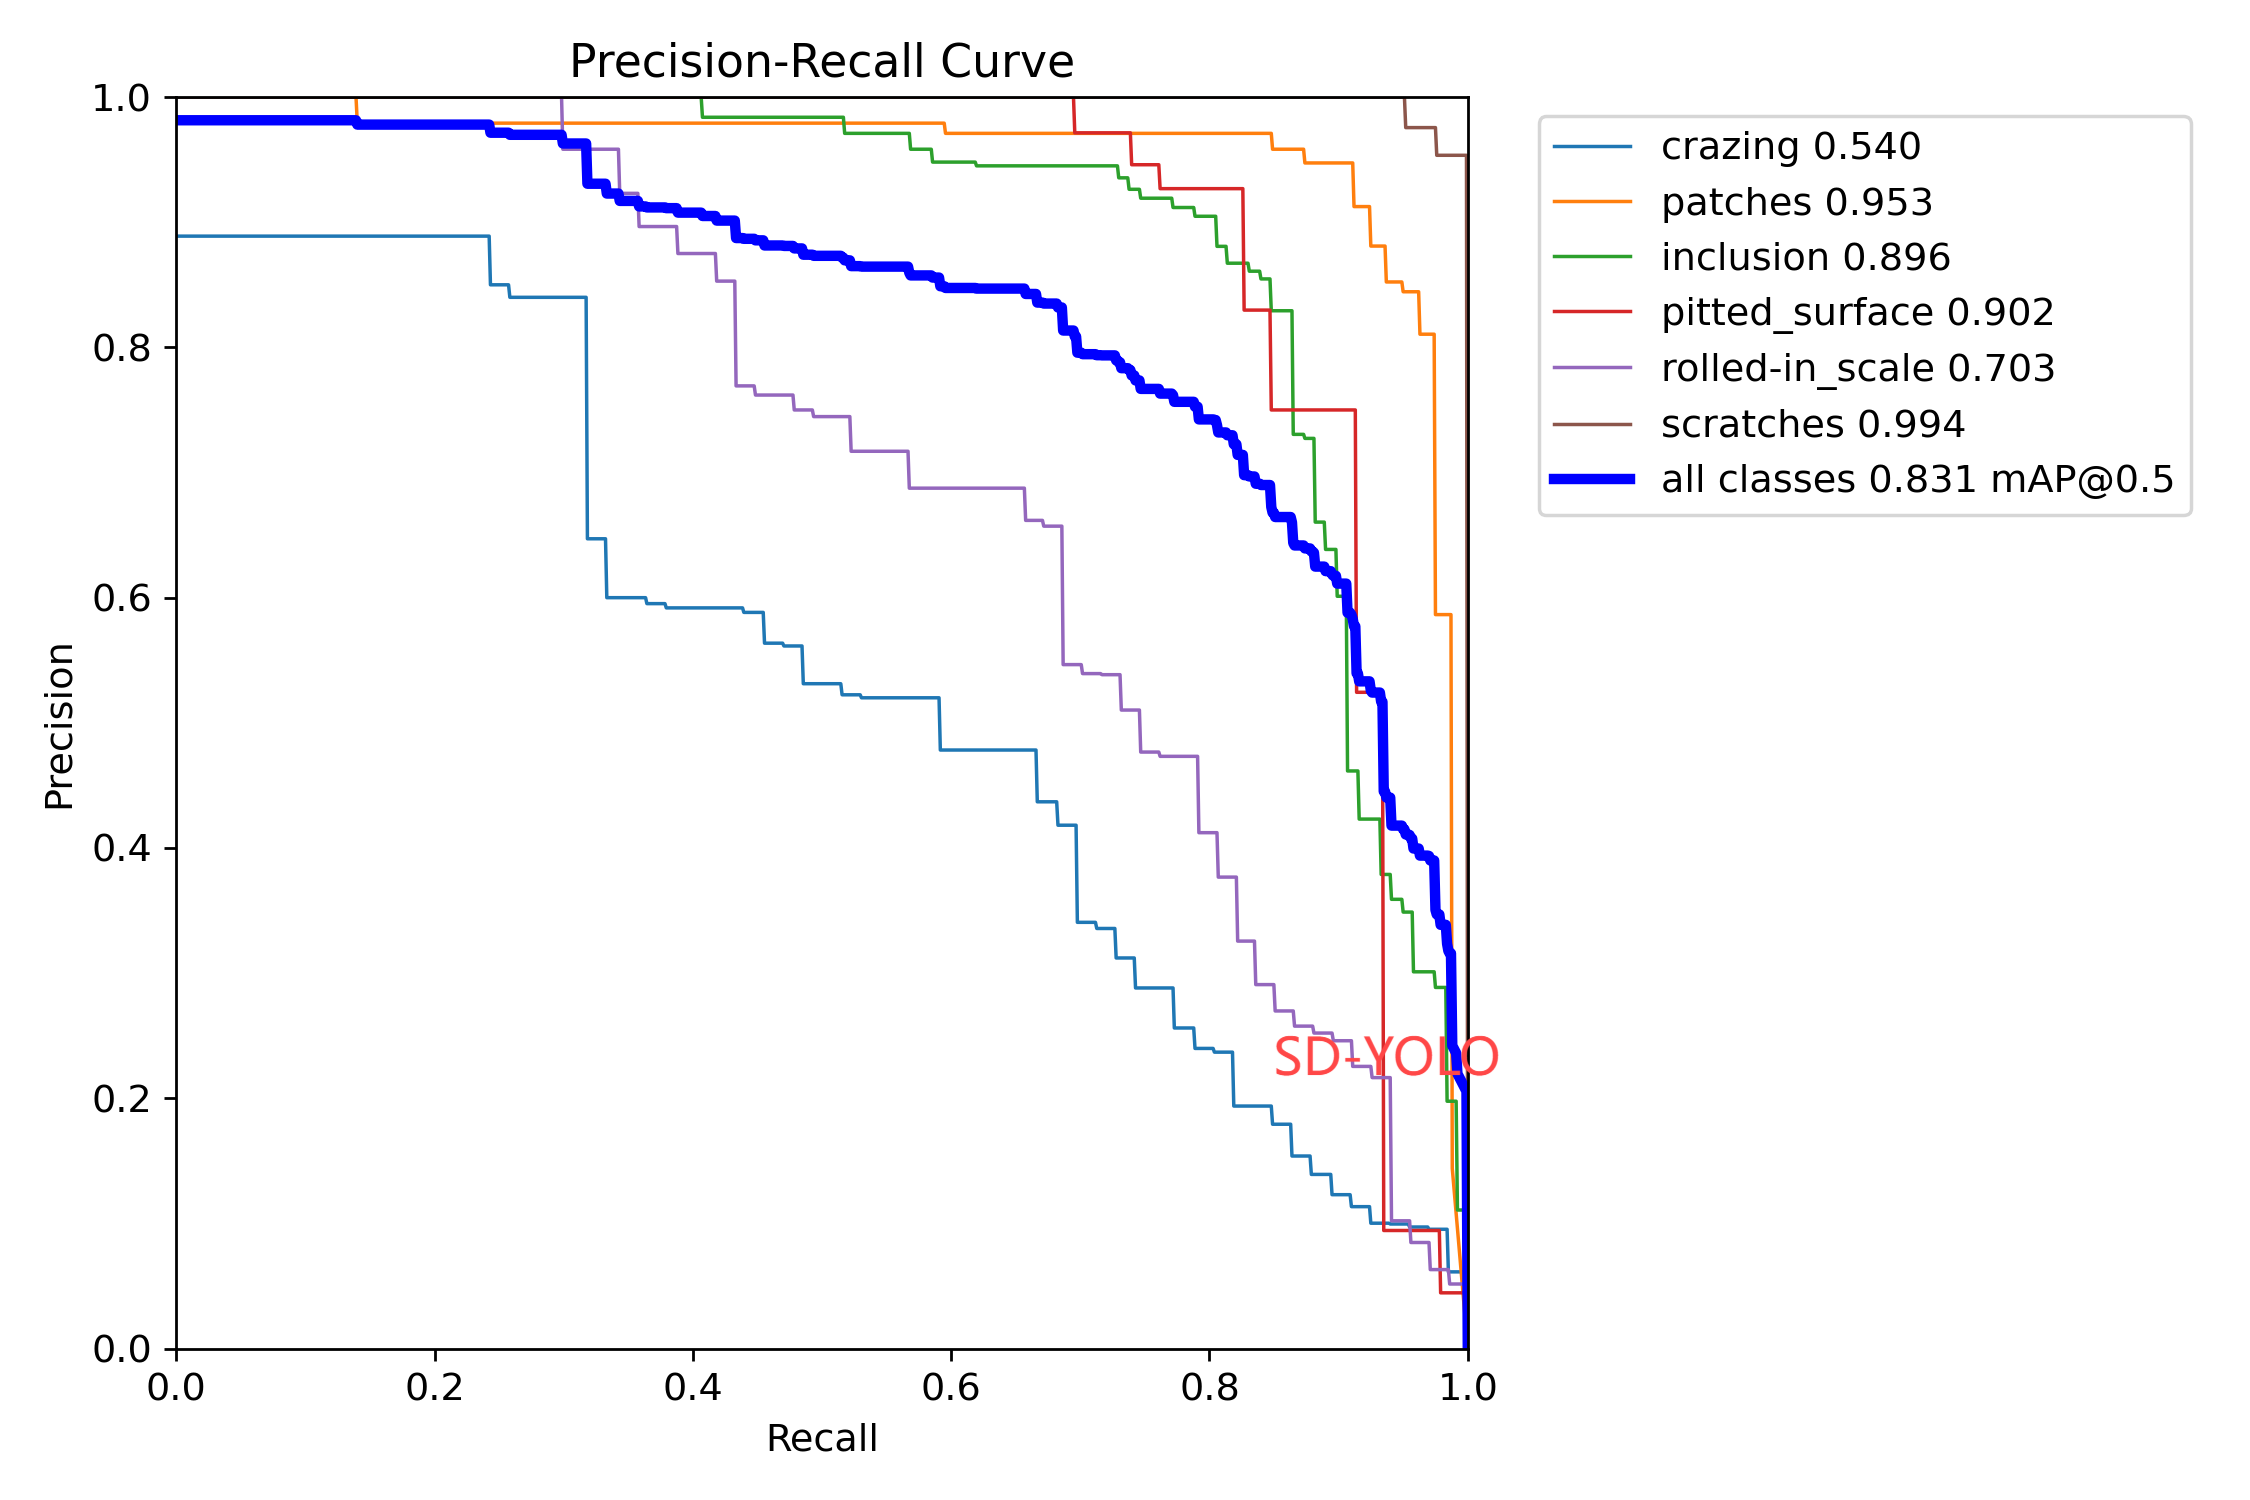 Precision-Recall Curve
1.0
0.8
0.6
0.4
0.2
0.0
Precision
0.0 0.2 0.4 0.6 0.8 1.0
Recall
SD-YOLO
crazing 0.540
patches 0.953
inclusion 0.896
pitted_surface 0.902
rolled-in_scale 0.703
scratches 0.994
all classes 0.831 mAP@0.5